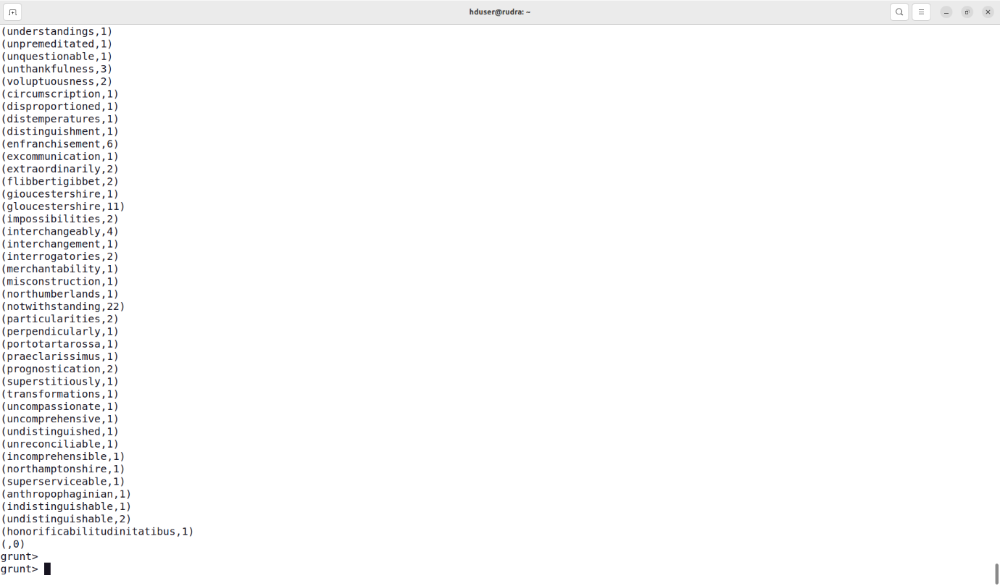 hduser@rudra: ~
(understandings,1)
(unpremeditated,1)
(unquestionable,1)
(unthankfulness,3)
(voluptuousness,2)
(circumscription,1)
(disproportioned,1)
(distemperatures,1)
(distinguishment,1)
(enfranchisement,6)
(excommunication,1)
(extraordinarily,2)
(flibbertigibbet,2)
(gioucestershire,1)
(gloucestershire,11)
(impossibilities,2)
(interchangeably,4)
(interchangement,1)
(interrogatories,2)
(merchantability,1)
(misconstruction,1)
(northumberlands,1)
(notwithstanding,22)
(particularities,2)
(perpendicularly,1)
(portotartarossa,1)
(praeclarissimus,1)
(prognostication,2)
(superstitiously,1)
(transformations,1)
(uncompassionate,1)
(uncomprehensive,1)
(undistinguished,1)
(unreconciliable,1)
(incomprehensible,1)
(northamptonshire,1)
(superserviceable,1)
(anthropophaginian,1)
(indistinguishable,1)
(undistinguishable,2)
(honorificabilitudinitatibus,1)
(,0)
grunt>
grunt>